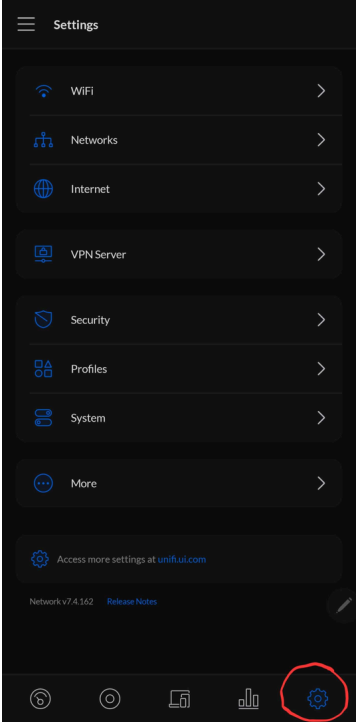 Settings
WiFi
Networks
Internet
VPN Server
Security
Profiles
System
More
Access more settings at unifi.ui.com
Network v7.4.162 Release Notes